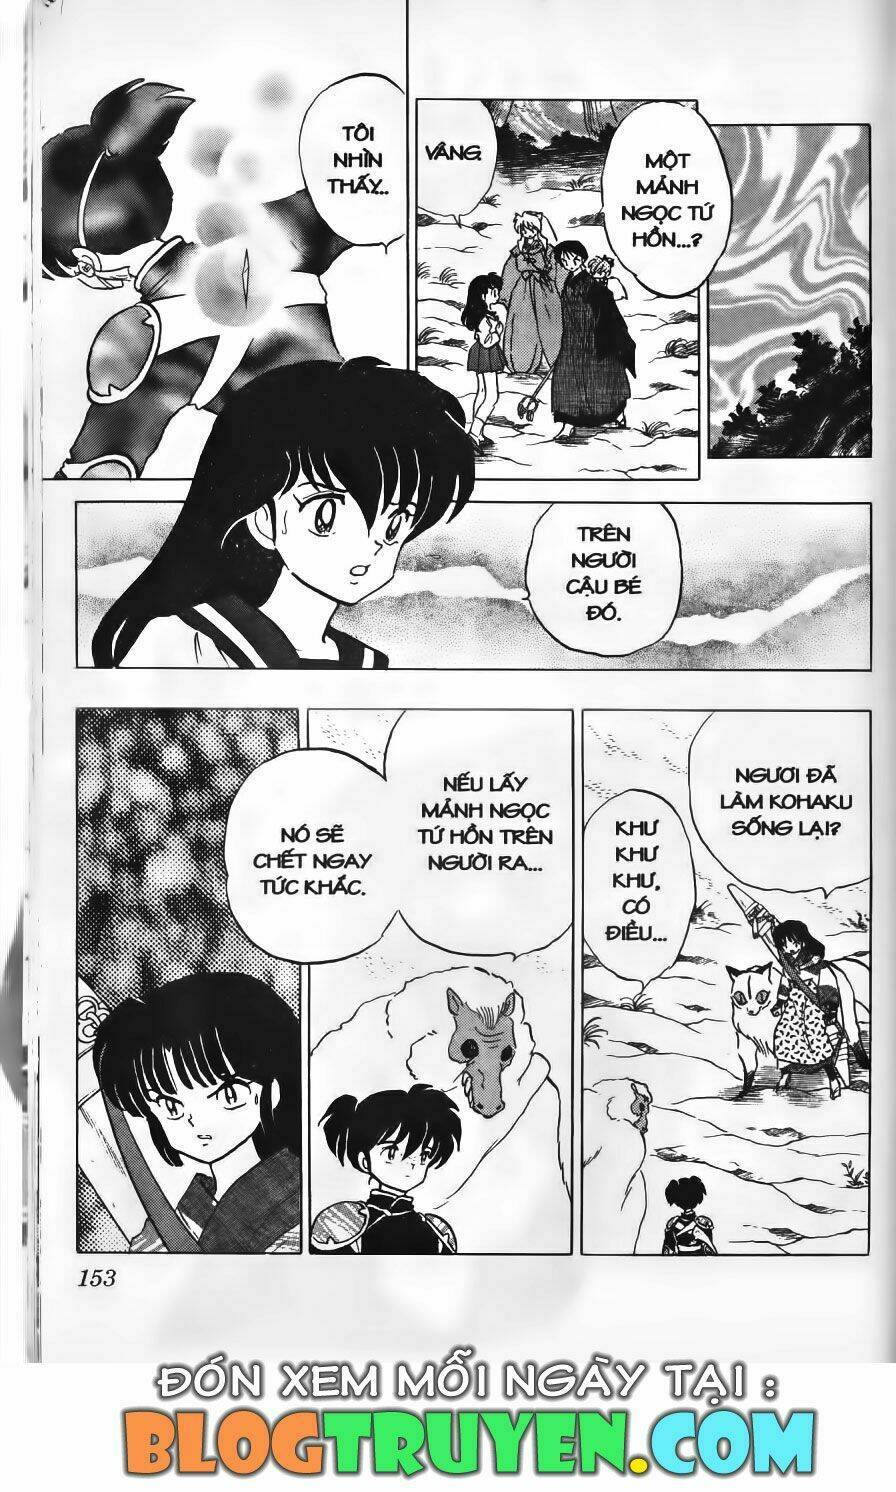 MỘT
MẢNH
NGỌC TỨ
HỒN...?
VÂNG.
TÔI
NHÌN
THẤY...
TRÊN
NGƯỜI
CẬU BÉ
ĐÓ.
NGƯƠI ĐÃ
LÀM KOHAKU
SỐNG LẠI?
KHƯ
KHƯ
KHƯ,
CÓ
ĐIỀU...
NẾU LẤY
MẢNH NGỌC
TỨ HỒN TRÊN
NGƯỜI RA...
NÓ SẼ
CHẾT NGAY
TỨC KHẮC.
153
ĐÓN XEM MỖI NGÀY TẠI :
BLOGTRUYEN.COM